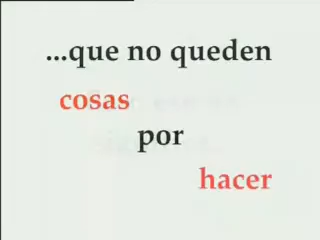 ...que no queden
cosas
por
hacer